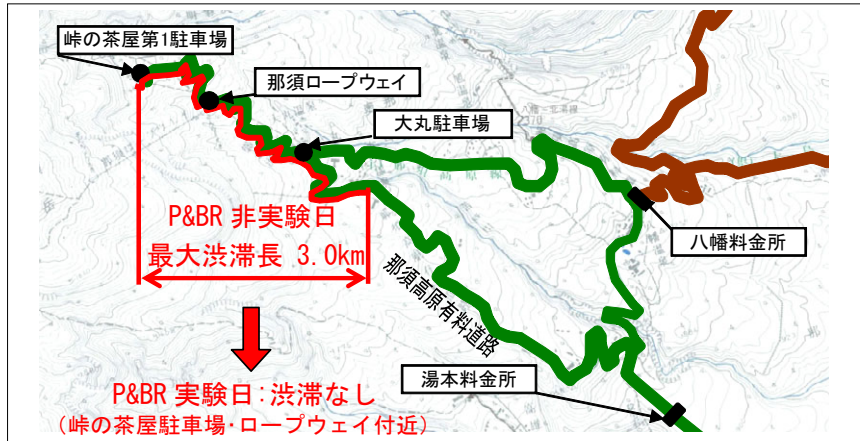 峠の茶屋第1駐車場
那須ロープウェイ
大丸駐車場
P&BR 非実験日
最大渋滞長 3.0km
八幡料金所
那須高原有料道路
湯本料金所
P&BR 実験日:渋滞なし
(峠の茶屋駐車場・ロープウェイ付近)